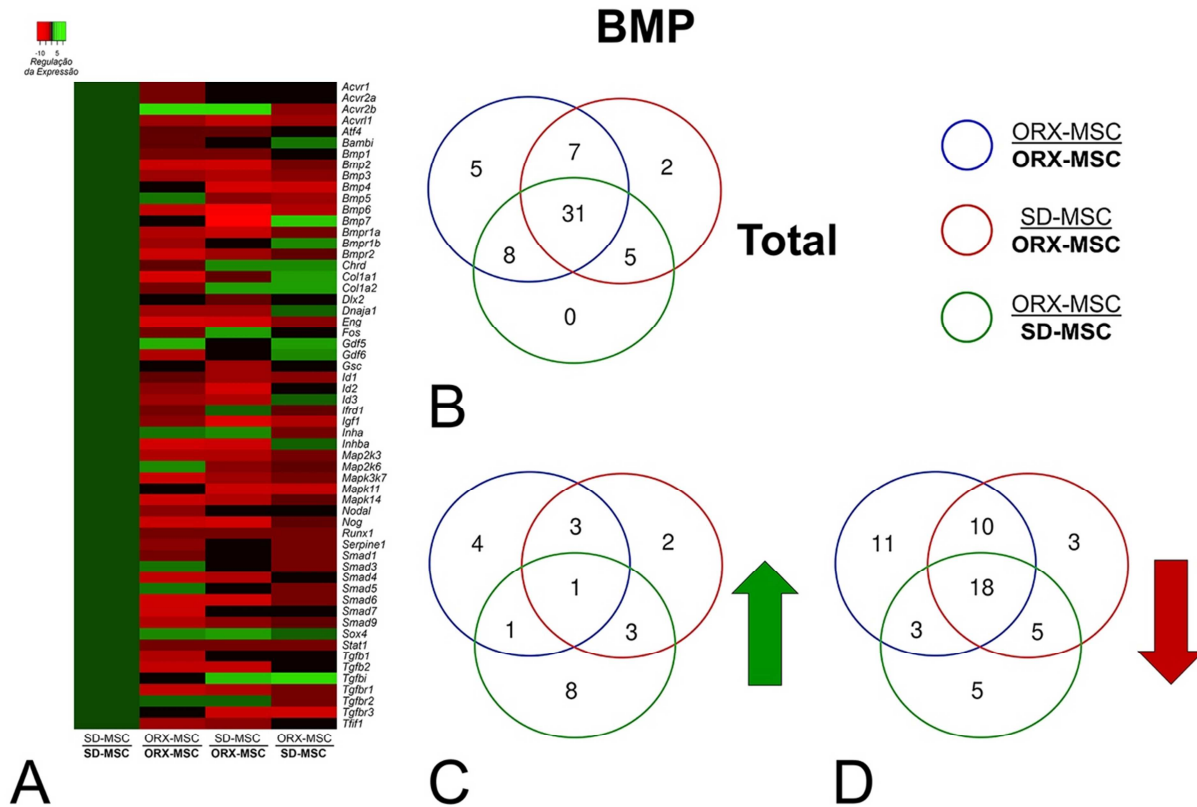 BMP
-10 5
Regulação
da Expressão
Acvr1
Acvr2a
Acvr2b
Acvrl1
Atf4
Bambi
Bmp1
Bmp2
Bmp3
Bmp4
Bmp5
Bmp6
Bmp7
Bmpr1a
Bmpr1b
Bmpr2
Chrd
Col1a1
Col1a2
Dlx2
Dnaja1
Eng
Fos
Gdf5
Gdf6
Gsc
Id1
Id2
Id3
Ifrd1
Igf1
Inha
Inhba
Map2k3
Map2k6
Mapk3k7
Mapk11
Mapk14
Nodal
Nog
Runx1
Serpine1
Smad1
Smad3
Smad4
Smad5
Smad6
Smad7
Smad9
Sox4
Stat1
Tgfb1
Tgfb2
Tgfbi
Tgfbr1
Tgfbr2
Tgfbr3
Tfif1
SD-MSC ORX-MSC SD-MSC ORX-MSC
SD-MSC ORX-MSC ORX-MSC SD-MSC
A
5 7 2
31
8 5
0
Total
B
ORX-MSC
ORX-MSC
SD-MSC
ORX-MSC
ORX-MSC
SD-MSC
4 3 2
1
1 3
8
C
11 10 3
18
3 5
5
D